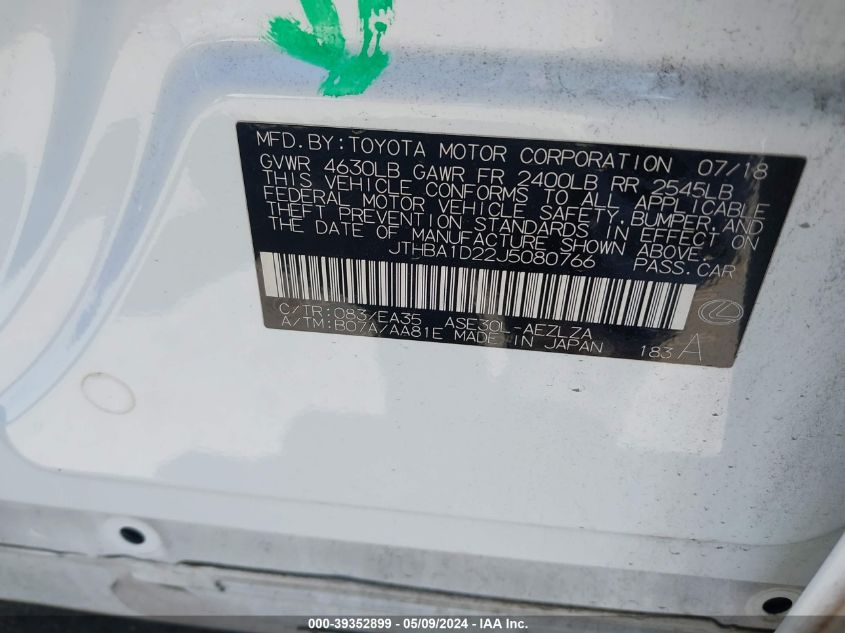 MFD. BY: TOYOTA MOTOR CORPORATION 07/18
GVWR 4630LB GAWR FR 2400LB RR 2545LB
THIS VEHICLE CONFORMS TO ALL APPLICABLE
FEDERAL MOTOR VEHICLE SAFETY, BUMPER, AND
THEFT PREVENTION STANDARDS IN EFFECT ON
THE DATE OF MANUFACTURE SHOWN ABOVE.
JTHBA1D22J5080766 PASS. CAR
C/TR: 083/EA35 ASE30L-AEZLZA
A/TM: B07A/AA81E MADE IN JAPAN 183 A
000-39352899 — 05/09/2024 — IAA Inc.